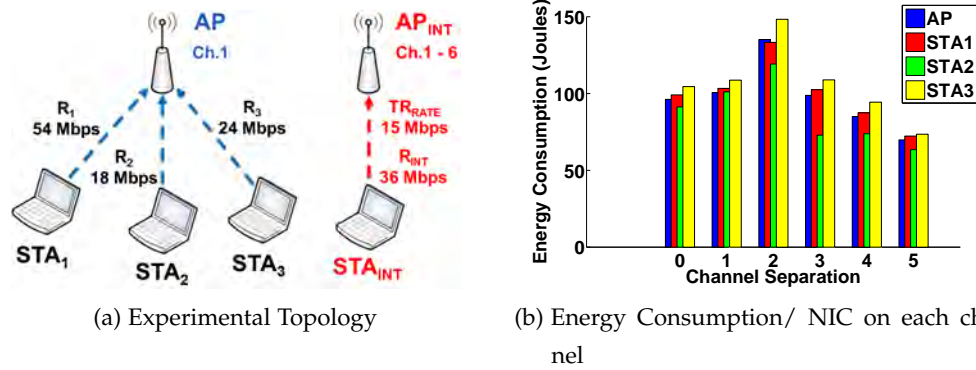 AP
Ch.1
AP_INT
Ch.1 - 6
R_1
54 Mbps
R_2
18 Mbps
R_3
24 Mbps
TR_RATE
15 Mbps
R_INT
36 Mbps
STA_1
STA_2
STA_3
STA_INT
(a) Experimental Topology
Energy Consumption (Joules)
150
100
50
0
0 1 2 3 4 5
Channel Separation
AP
STA1
STA2
STA3
(b) Energy Consumption/ NIC on each
nel